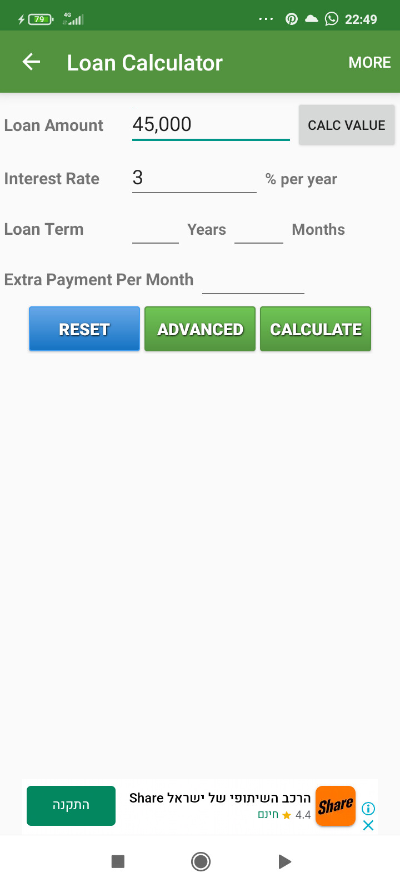 79 4G 22:49
Loan Calculator MORE
Loan Amount 45,000 CALC VALUE
Interest Rate 3 % per year
Loan Term Years Months
Extra Payment Per Month
RESET ADVANCED CALCULATE
הרכב השיתופי של ישראל Share
התקנה
4.4 ★ חינם
Share